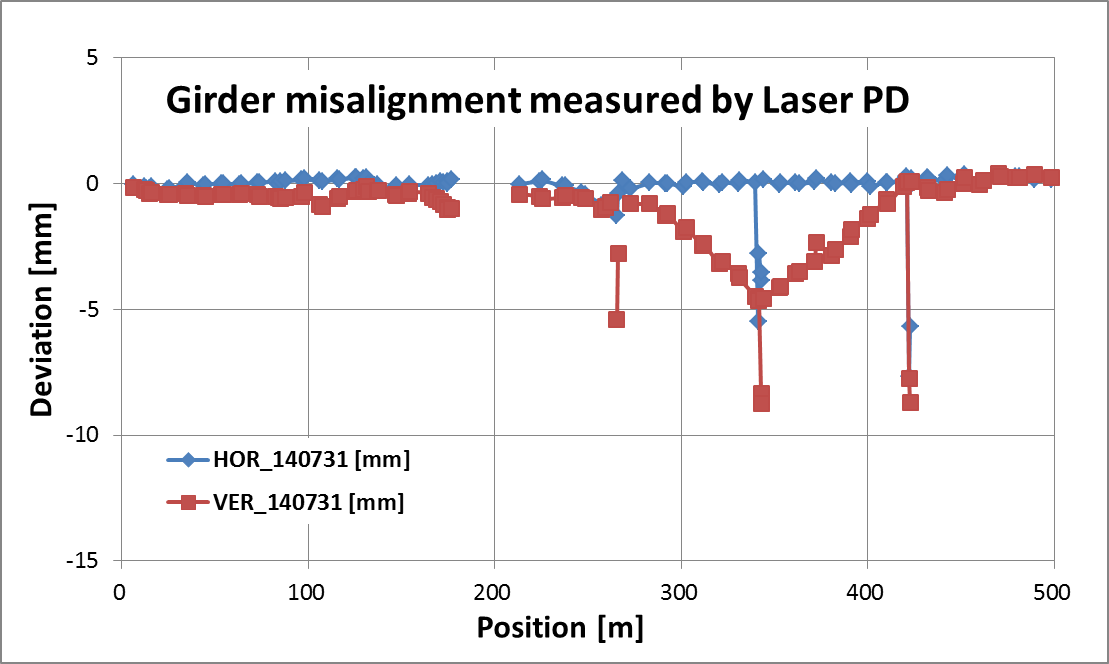 Girder misalignment measured by Laser PD
5
0
-5
-10
-15
Deviation [mm]
HOR_140731 [mm]
VER_140731 [mm]
0
100
200
300
400
500
Position [m]